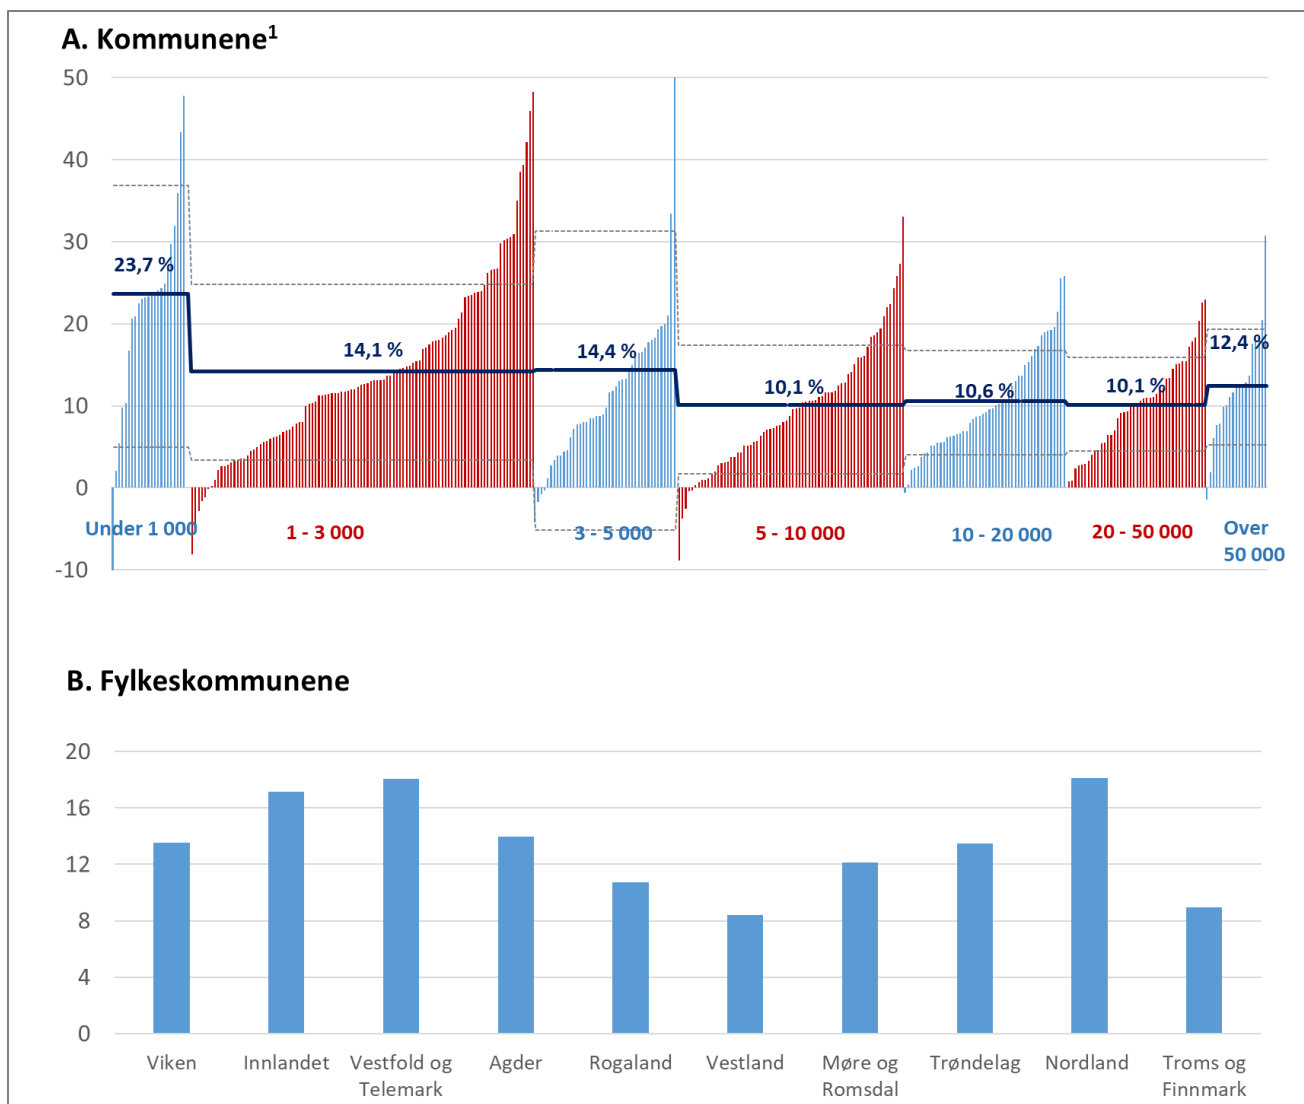 A. Kommunene¹
50
40
30
20
10
0
-10
23,7 %
14,1 %
14,4 %
10,1 %
10,6 %
10,1 %
12,4 %
Under 1 000
1 - 3 000
3 - 5 000
5 - 10 000
10 - 20 000
20 - 50 000
Over
50 000
B. Fylkeskommunene
20
16
12
8
4
0
Viken
Innlandet
Vestfold og
Telemark
Agder
Rogaland
Vestland
Møre og
Romsdal
Trøndelag
Nordland
Troms og
Finnmark